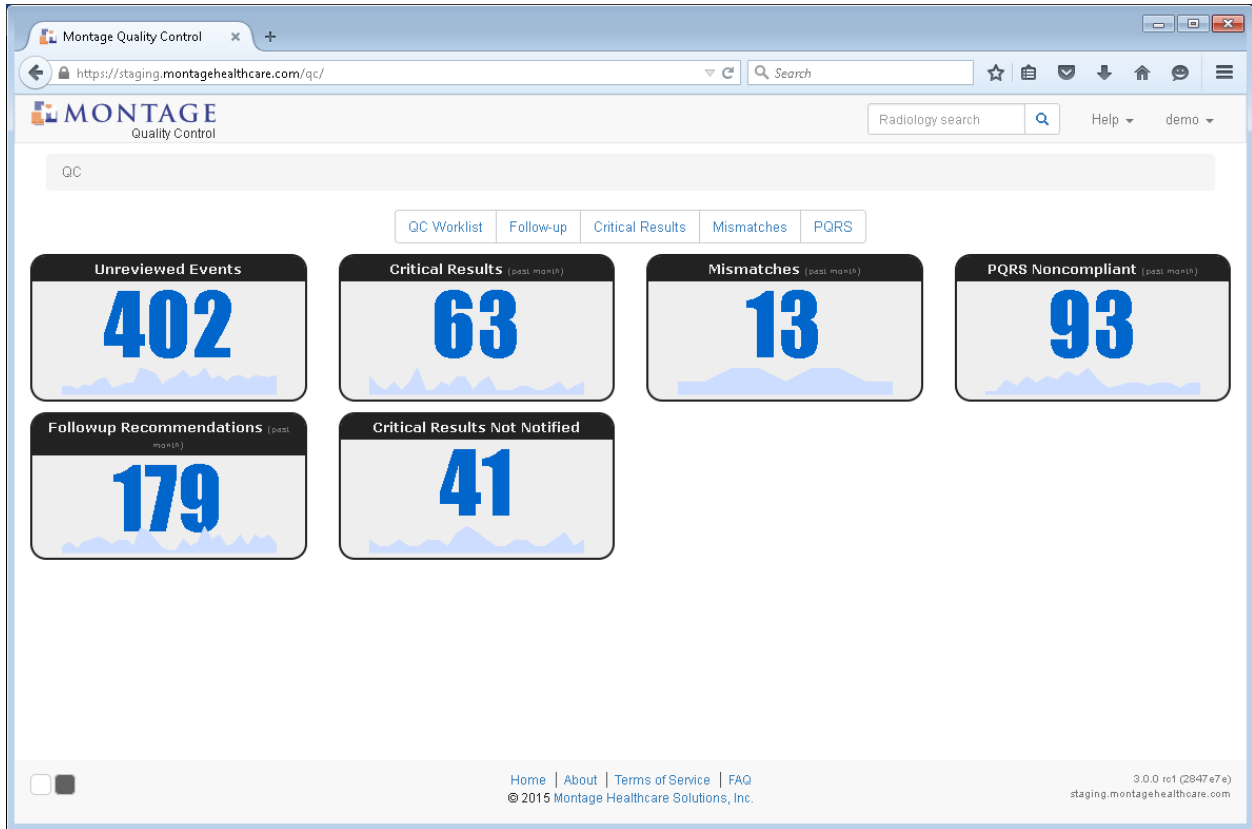 Montage Quality Control × +
https://staging.montagehealthcare.com/qc/ Search
MONTAGE
Quality Control
Radiology search Help demo
QC
QC Worklist Follow-up Critical Results Mismatches PQRS
Unreviewed Events
402
Critical Results (past month)
63
Mismatches (past month)
13
PQRS Noncompliant (past month)
93
Followup Recommendations (past
month)
179
Critical Results Not Notified
41
Home | About | Terms of Service | FAQ
© 2015 Montage Healthcare Solutions, Inc.
3.0.0 rc1 (2847e7e)
staging.montagehealthcare.com